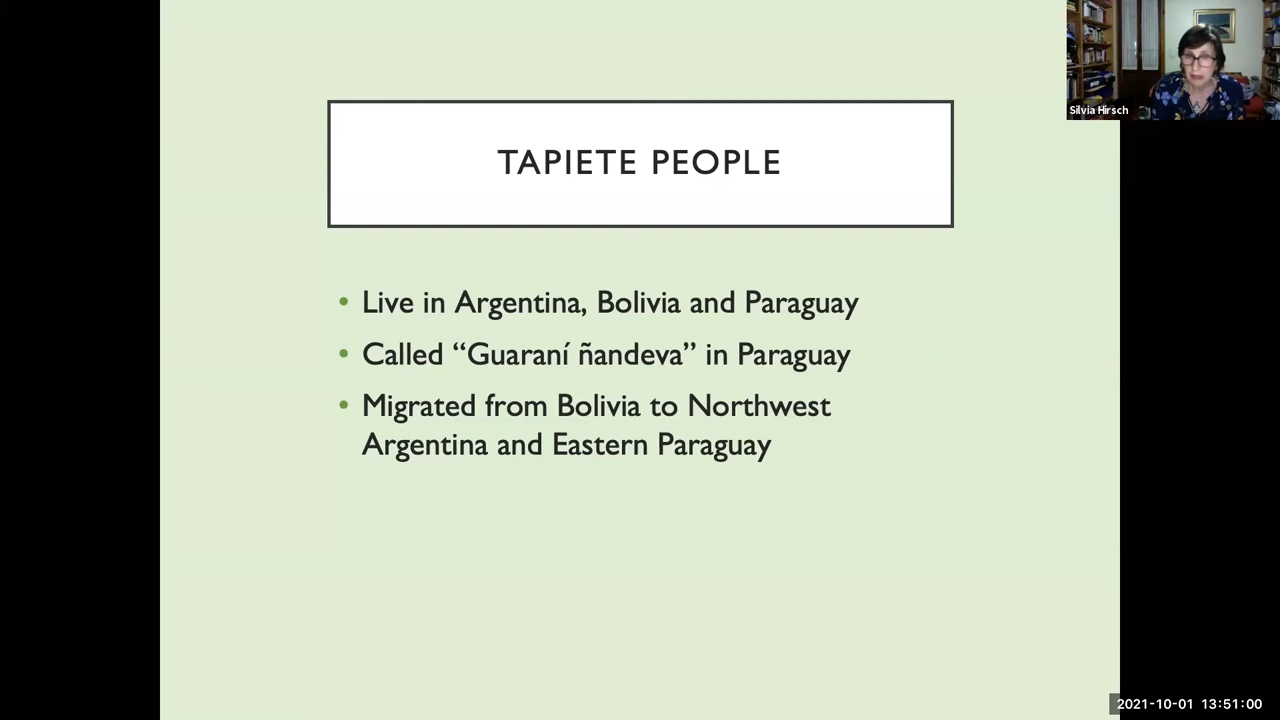 Silvia Hirsch
TAPIETE PEOPLE
• Live in Argentina, Bolivia and Paraguay
• Called “Guaraní ñandeva” in Paraguay
• Migrated from Bolivia to Northwest
Argentina and Eastern Paraguay
2021-10-01 13:51:00